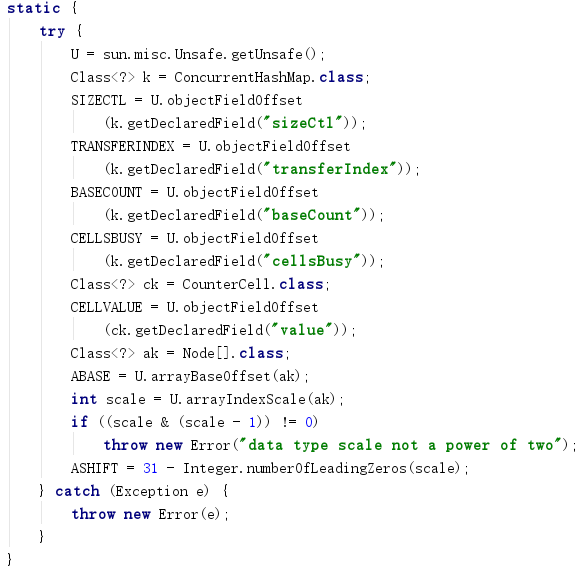 static {
    try {
        U = sun.misc.Unsafe.getUnsafe();
        Class<?> k = ConcurrentHashMap.class;
        SIZECTL = U.objectFieldOffset
            (k.getDeclaredField("sizeCtl"));
        TRANSFERINDEX = U.objectFieldOffset
            (k.getDeclaredField("transferIndex"));
        BASECOUNT = U.objectFieldOffset
            (k.getDeclaredField("baseCount"));
        CELLSBUSY = U.objectFieldOffset
            (k.getDeclaredField("cellsBusy"));
        Class<?> ck = CounterCell.class;
        CELLVALUE = U.objectFieldOffset
            (ck.getDeclaredField("value"));
        Class<?> ak = Node[].class;
        ABASE = U.arrayBaseOffset(ak);
        int scale = U.arrayIndexScale(ak);
        if ((scale & (scale - 1)) != 0)
            throw new Error("data type scale not a power of two");
        ASHIFT = 31 - Integer.numberOfLeadingZeros(scale);
    } catch (Exception e) {
        throw new Error(e);
    }
}